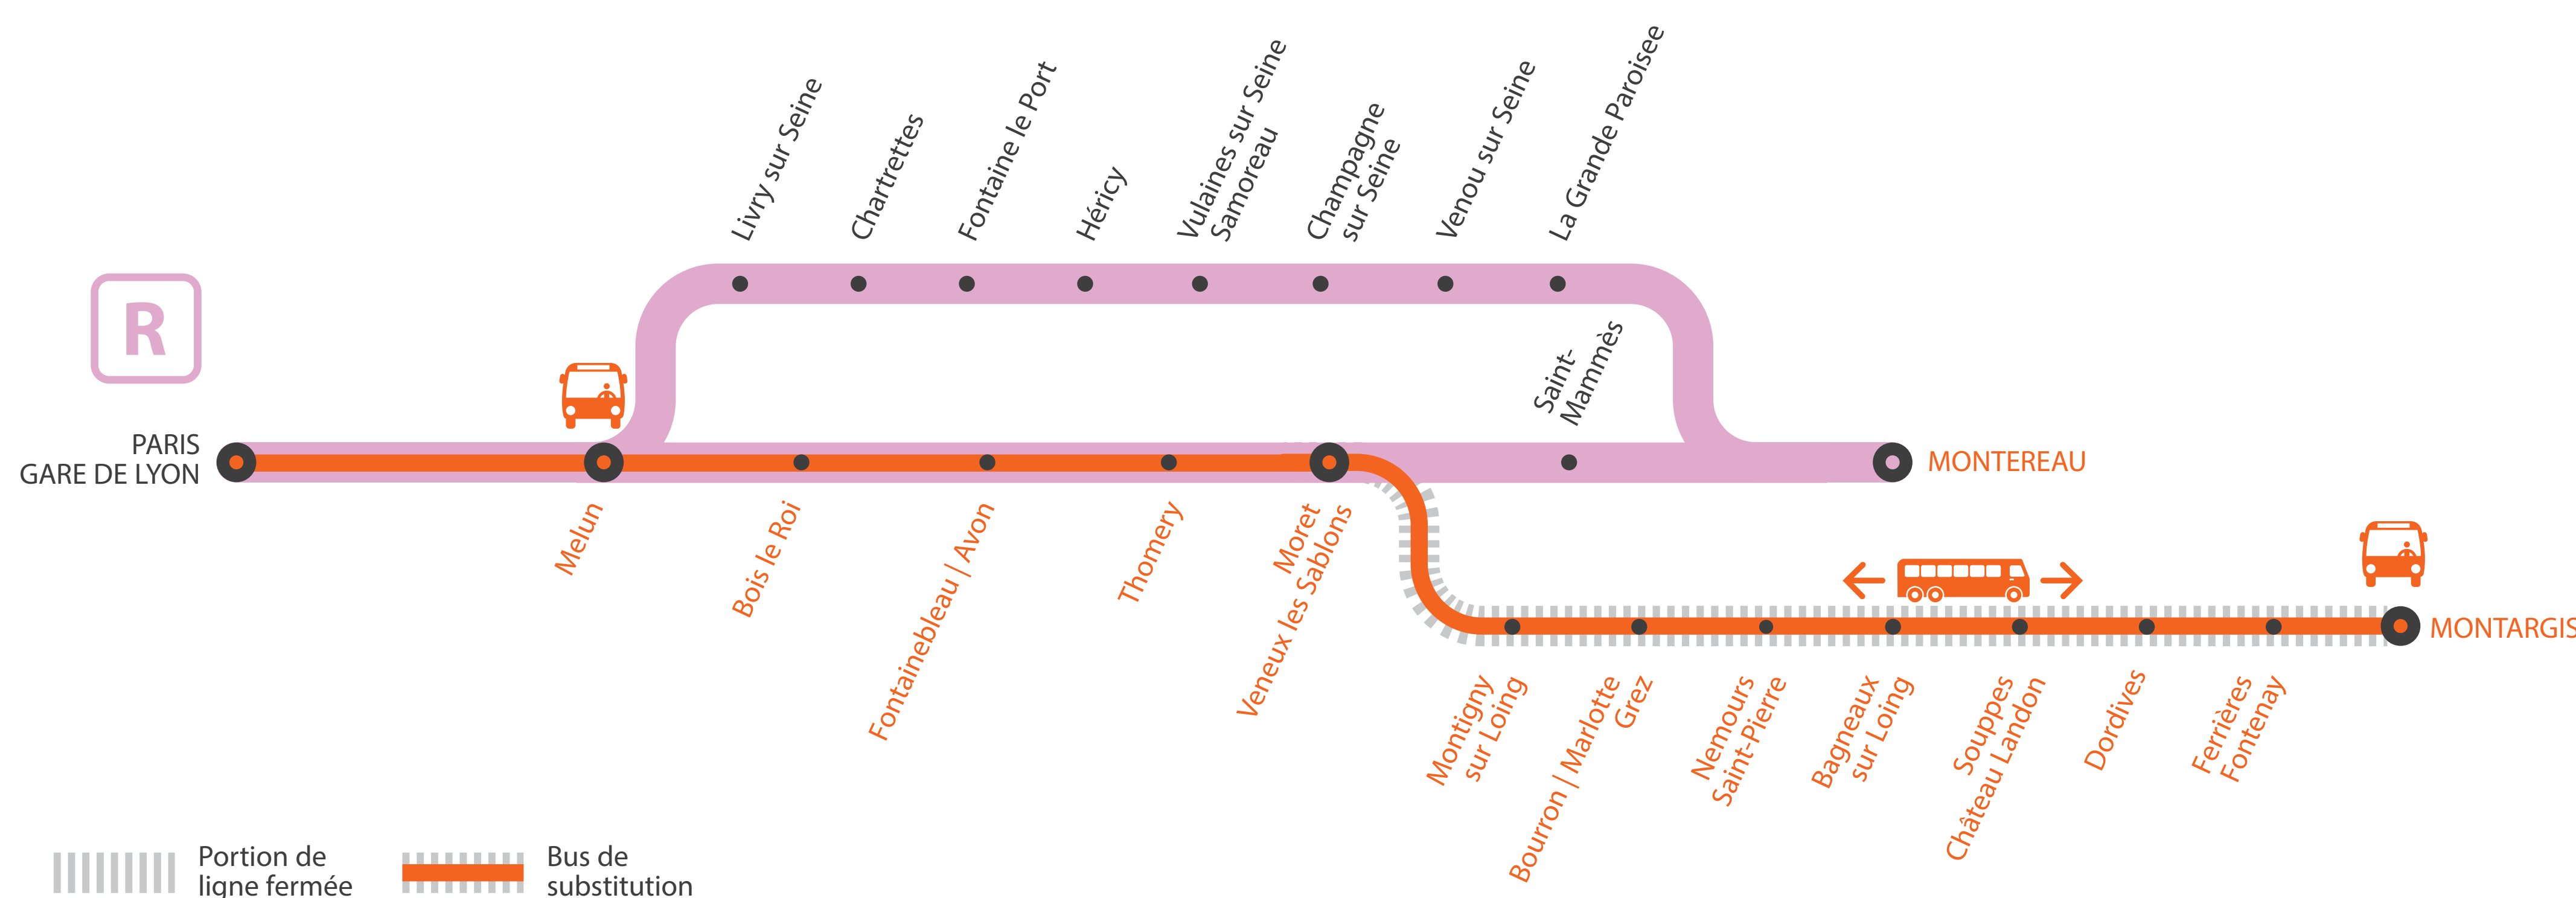 Livry sur Seine
Chartrettes
Fontaine le Port
Héricy
Vulaines sur Seine
Samoreau
Champagne
sur Seine
Venou sur Seine
La Grande Paroisee
R
Saint-
Mammès
PARIS
GARE DE LYON
MONTEREAU
Melun
Bois le Roi
Fontainebleau | Avon
Thomery
Moret
Veneux les Sablons
MONTARGIS
Montigny
sur Loing
Bourron | Marlotte
Grez
Nemours
Saint-Pierre
Bagneaux
sur Loing
Souppes
Château Landon
Dordives
Ferrières
Fontenay
Portion de
ligne fermée
Bus de
substitution